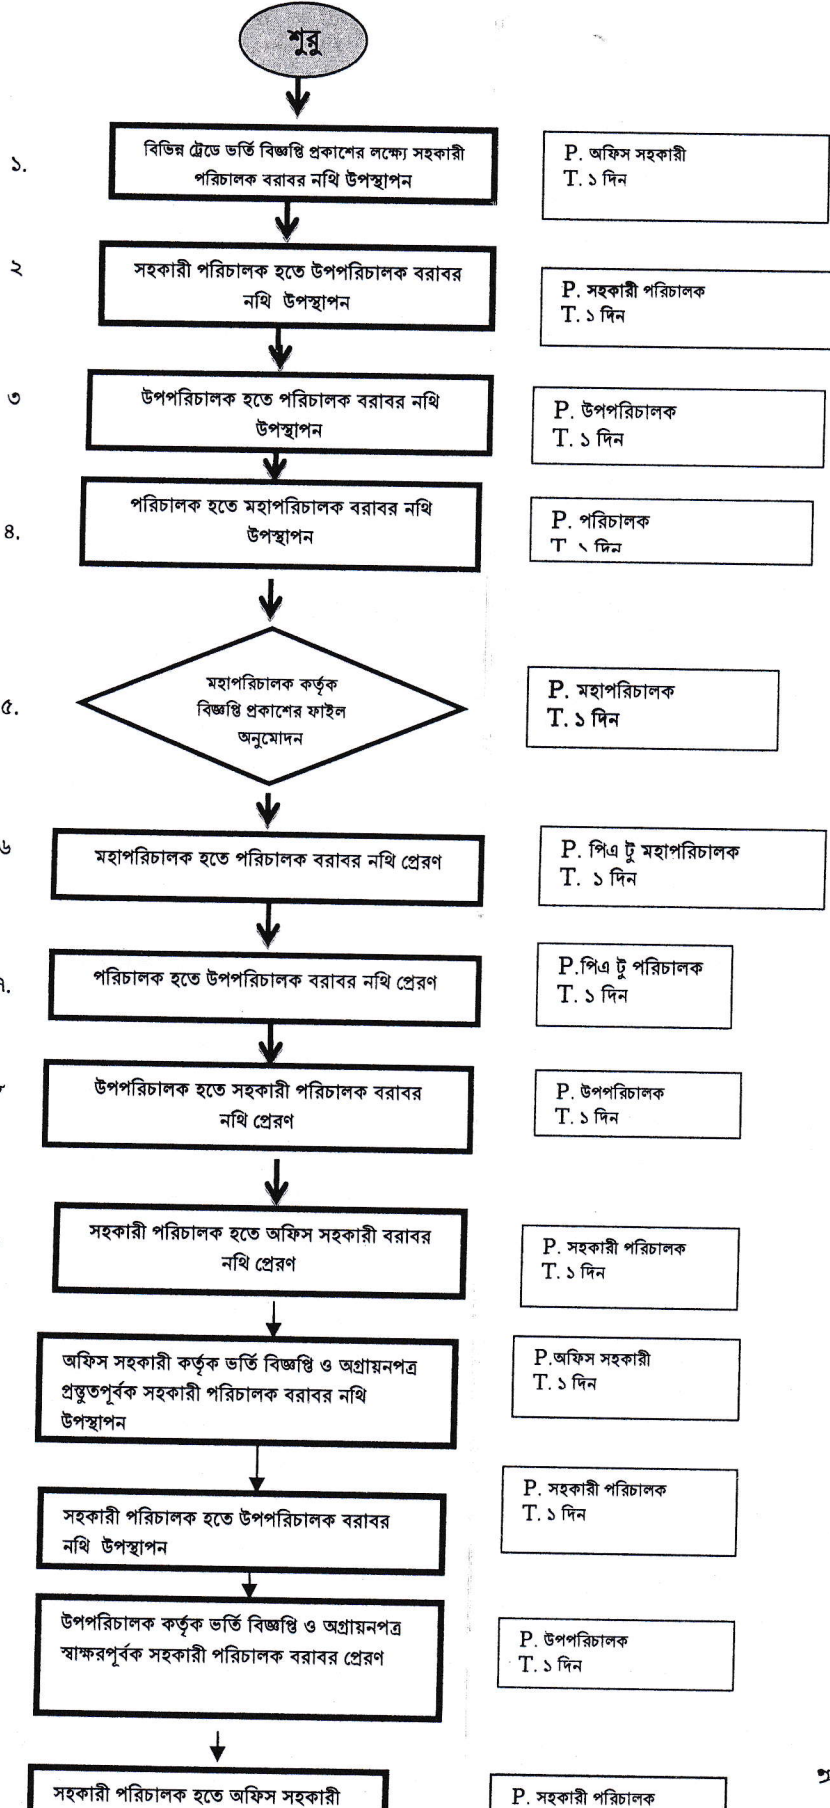 শুরু
১.
বিভিন্ন ট্রেডে ভর্তি বিজ্ঞপ্তি প্রকাশের লক্ষ্যে সহকারী
পরিচালক বরাবর নথি উপস্থাপন
P. অফিস সহকারী
T. ১ দিন
২
সহকারী পরিচালক হতে উপপরিচালক বরাবর
নথি উপস্থাপন
P. সহকারী পরিচালক
T. ১ দিন
৩
উপপরিচালক হতে পরিচালক বরাবর নথি
উপস্থাপন
P. উপপরিচালক
T. ১ দিন
৪.
পরিচালক হতে মহাপরিচালক বরাবর নথি
উপস্থাপন
P. পরিচালক
T ১ দিন
৫.
মহাপরিচালক কর্তৃক
বিজ্ঞপ্তি প্রকাশের ফাইল
অনুমোদন
P. মহাপরিচালক
T. ১ দিন
৬
মহাপরিচালক হতে পরিচালক বরাবর নথি প্রেরণ
P. পিএ টু মহাপরিচালক
T. ১ দিন
৭.
পরিচালক হতে উপপরিচালক বরাবর নথি প্রেরণ
P.পিএ টু পরিচালক
T. ১ দিন
উপপরিচালক হতে সহকারী পরিচালক বরাবর
নথি প্রেরণ
P. উপপরিচালক
T. ১ দিন
সহকারী পরিচালক হতে অফিস সহকারী বরাবর
নথি প্রেরণ
P. সহকারী পরিচালক
T. ১ দিন
অফিস সহকারী কর্তৃক ভর্তি বিজ্ঞপ্তি ও অগ্রায়নপত্র
প্রস্তুতপূর্বক সহকারী পরিচালক বরাবর নথি
উপস্থাপন
P.অফিস সহকারী
T. ১ দিন
সহকারী পরিচালক হতে উপপরিচালক বরাবর
নথি উপস্থাপন
P. সহকারী পরিচালক
T. ১ দিন
উপপরিচালক কর্তৃক ভর্তি বিজ্ঞপ্তি ও অগ্রায়নপত্র
স্বাক্ষরপূর্বক সহকারী পরিচালক বরাবর প্রেরণ
P. উপপরিচালক
T. ১ দিন
সহকারী পরিচালক হতে অফিস সহকারী
P. সহকারী পরিচালক